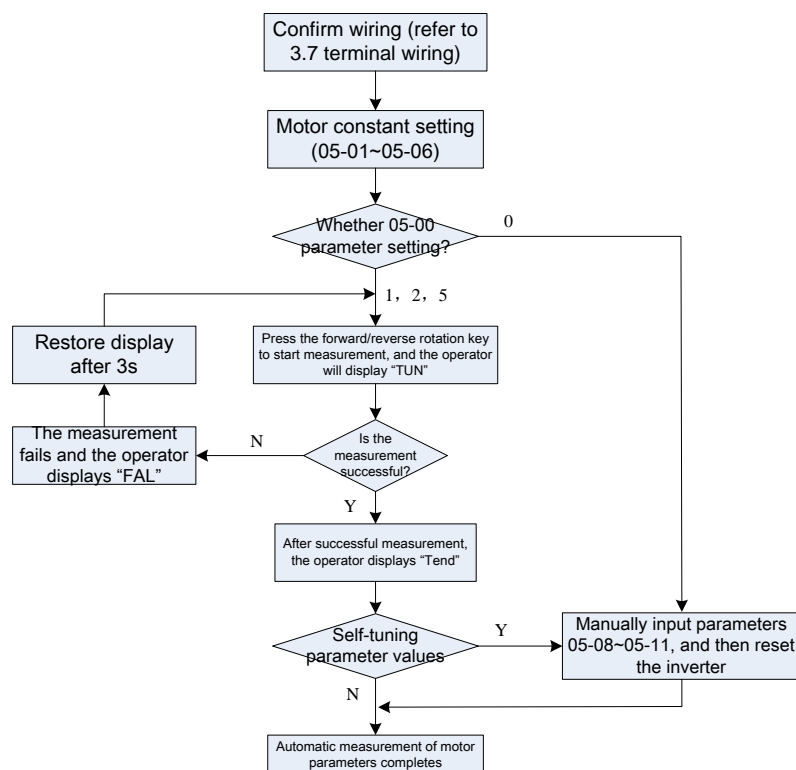 Confirm wiring (refer to
3.7 terminal wiring)
Motor constant setting
(05-01~05-06)
Whether 05-00
parameter setting?
0
1，2，5
Restore display
after 3s
Press the forward/reverse rotation key
to start measurement, and the operator
will display “TUN”
The measurement
fails and the operator
displays “FAL”
N
Is the
measurement
successful?
Y
After successful measurement,
the operator displays “Tend”
Self-tuning
parameter values
Y
Manually input parameters
05-08~05-11, and then reset
the inverter
N
Automatic measurement of motor
parameters completes